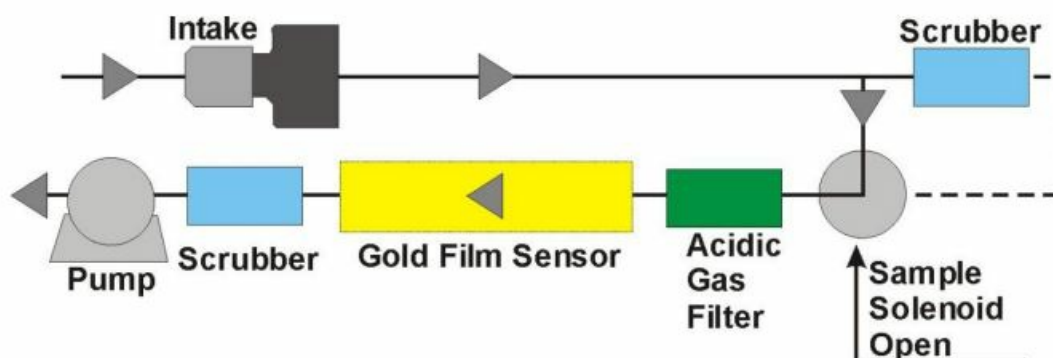 Intake
Scrubber
Pump
Scrubber
Gold Film Sensor
Acidic
Gas
Filter
Sample
Solenoid
Open